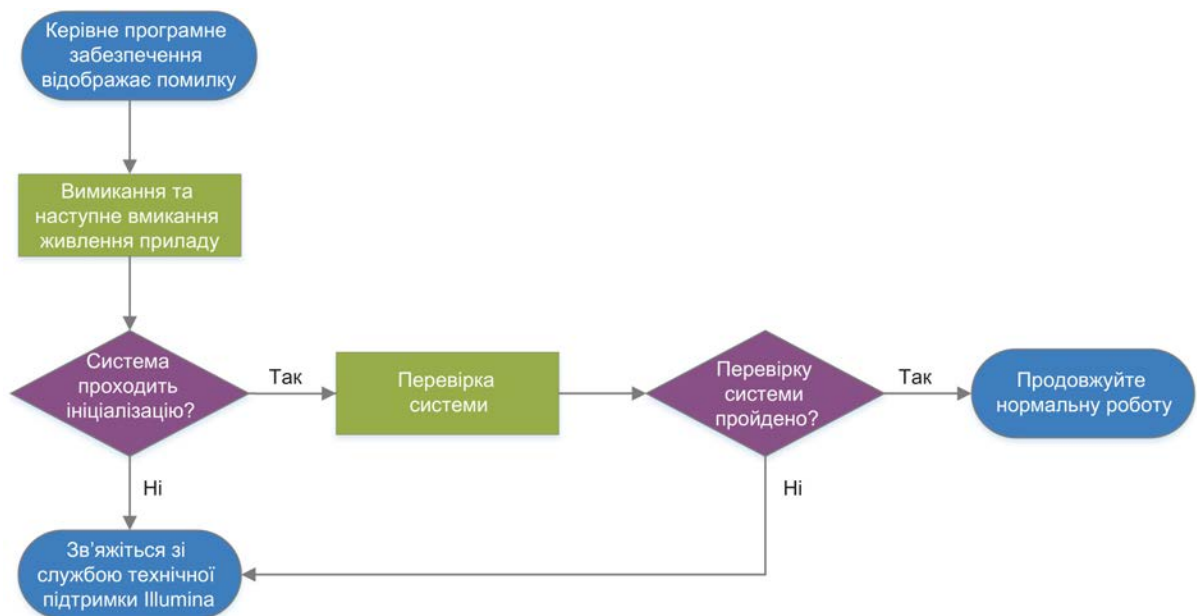 Керівне програмне
забезпечення
відображає помилку
Вимикання та
наступне вмикання
живлення приладу
Система
проходить
ініціалізацію?
Так
Перевірка
системи
Перевірку
системи
пройдено?
Так
Продовжуйте
нормальну роботу
Ні
Ні
Зв’яжіться зі
службою технічної
підтримки Illumina